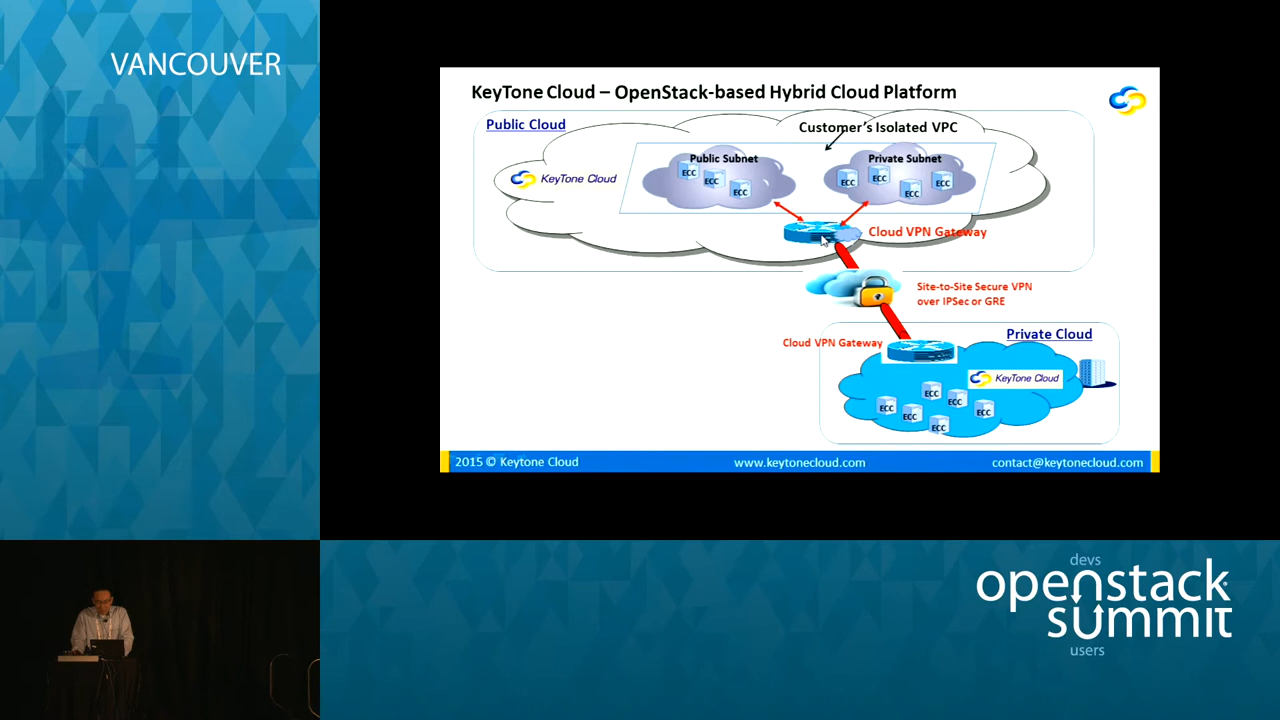 VANCOUVER
KeyTone Cloud – OpenStack-based Hybrid Cloud Platform
Public Cloud
Customer's Isolated VPC
Public Subnet
Private Subnet
KeyTone Cloud
ECC
ECC
ECC
ECC
ECC
ECC
ECC
Cloud VPN Gateway
Site-to-Site Secure VPN
over IPSec or GRE
Private Cloud
Cloud VPN Gateway
KeyTone Cloud
ECC
ECC
ECC
ECC
ECC
ECC
2015 © Keytone Cloud
www.keytonecloud.com
contact@keytonecloud.com
devs
openstack
summit
users